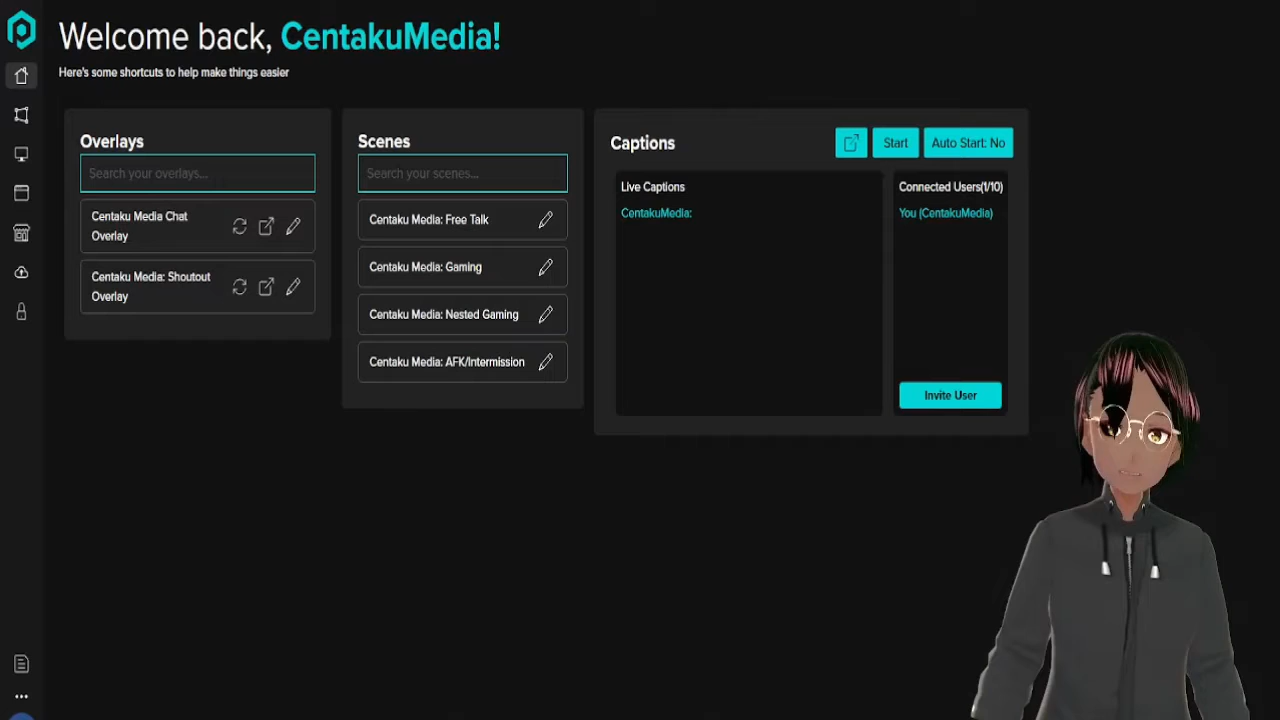 Welcome back, CentakuMedia!
Here's some shortcuts to help make things easier
Overlays
Search your overlays...
Centaku Media Chat
Overlay
Centaku Media: Shoutout
Overlay
Scenes
Search your scenes...
Centaku Media: Free Talk
Centaku Media: Gaming
Centaku Media: Nested Gaming
Centaku Media: AFK/Intermission
Captions
Start
Auto Start: No
Live Captions
CentakuMedia:
Connected Users(1/10)
You (CentakuMedia)
Invite User